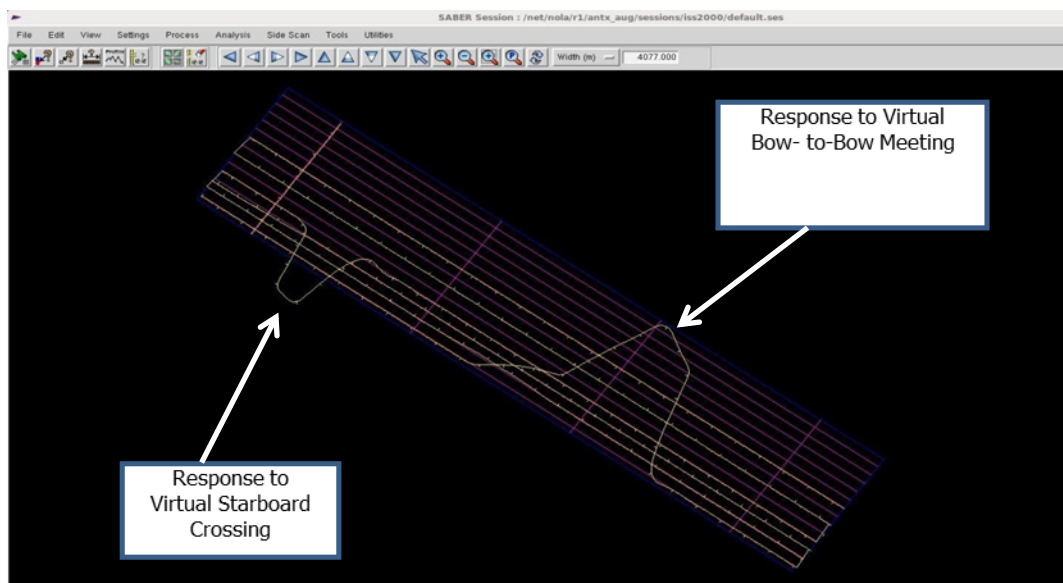 SABER Session : /net/nola/r1/antx_aug/sessions/iss2000/default.ses
File Edit View Settings Process Analysis Side Scan Tools Utilities
Width (m) 4077.000
Response to Virtual
Bow- to-Bow Meeting
Response to
Virtual Starboard
Crossing